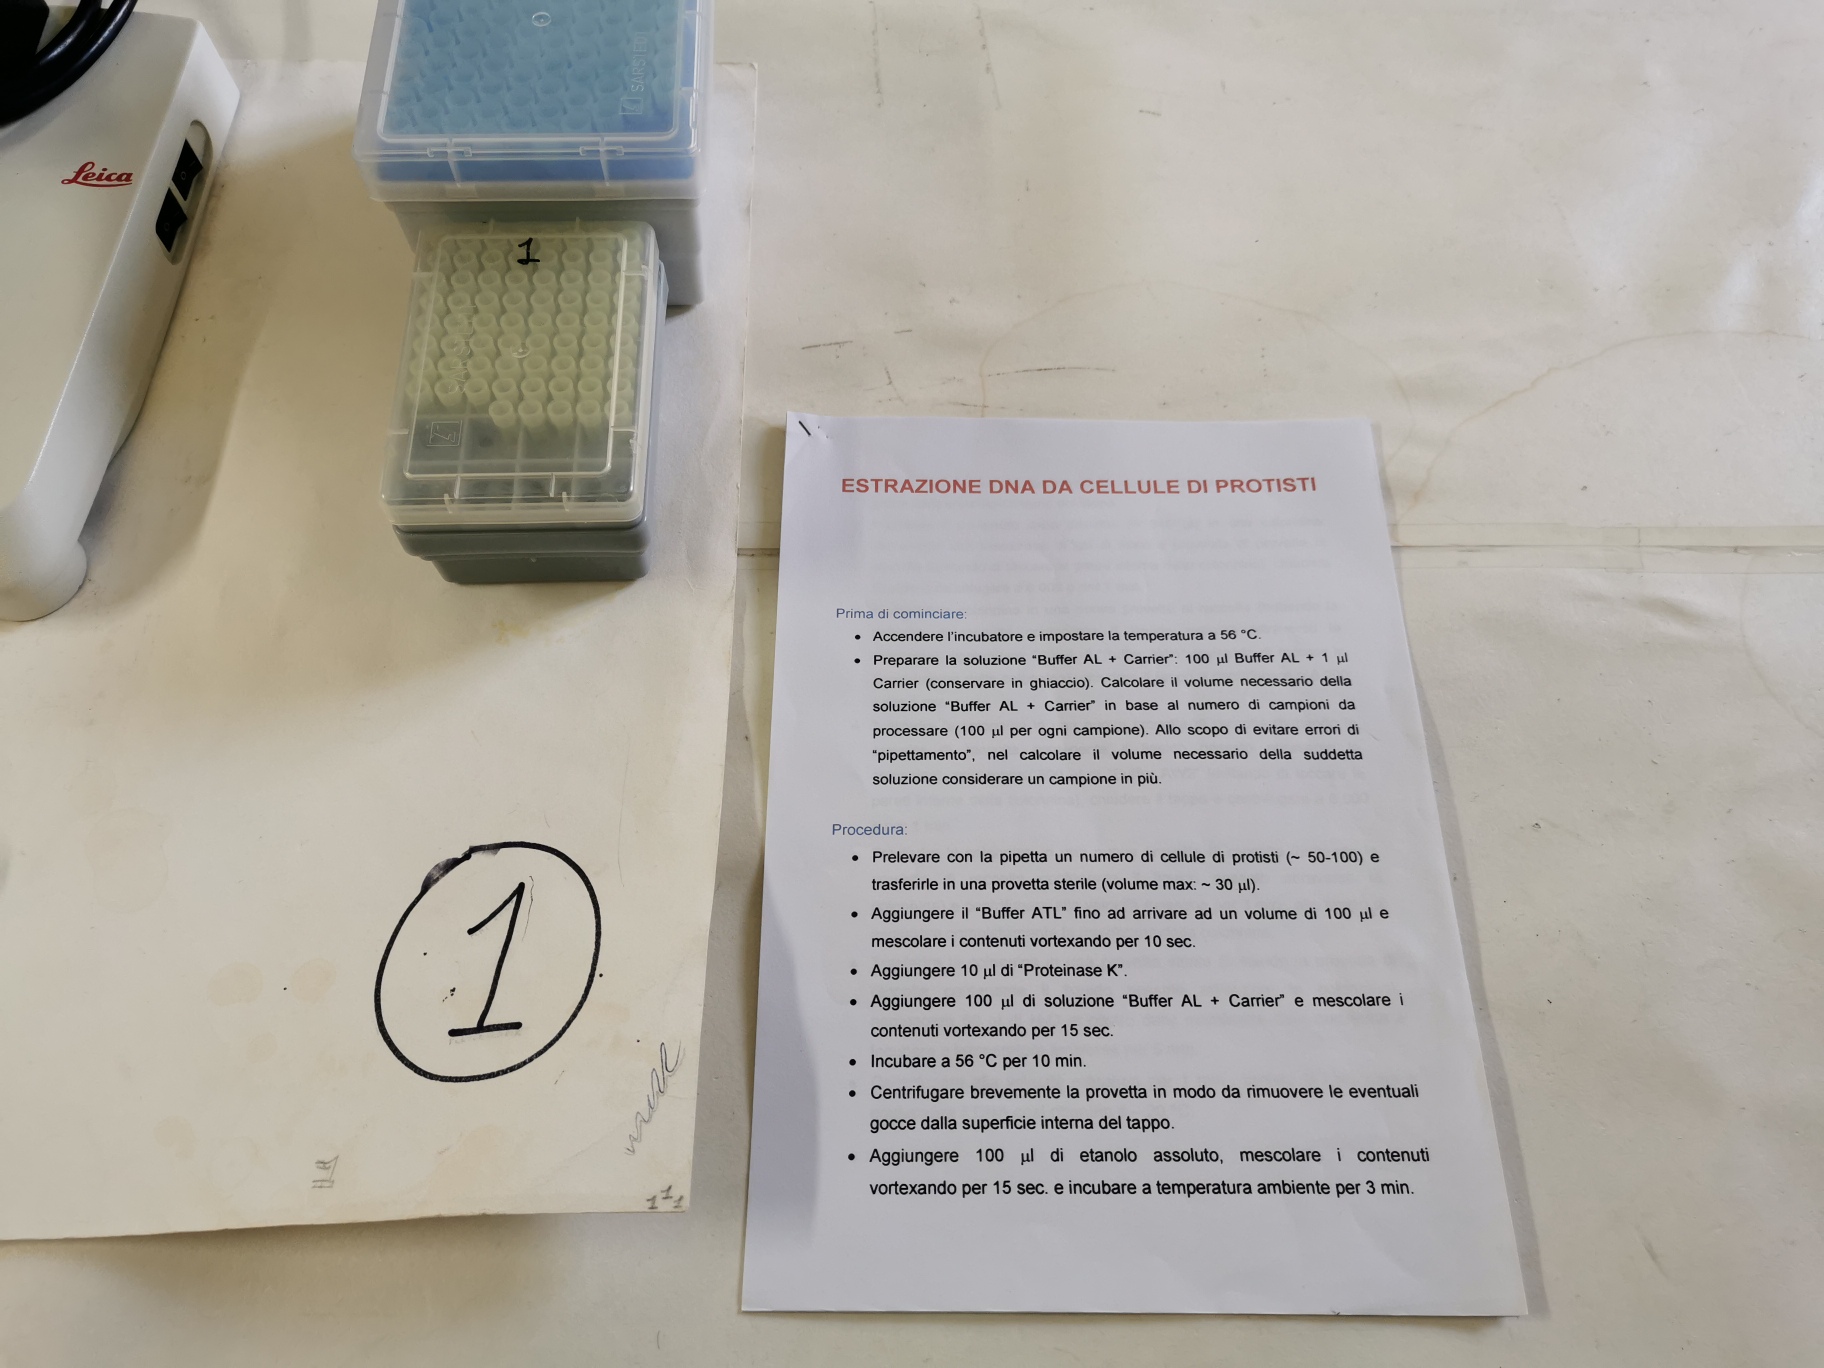 Leica
SARSTEDT
1
ESTRAZIONE DNA DA CELLULE DI PROTISTI
Prima di cominciare:
• Accendere l'incubatore e impostare la temperatura a 56 °C.
• Preparare la soluzione "Buffer AL + Carrier": 100 µl Buffer AL + 1 µl
Carrier (conservare in ghiaccio). Calcolare il volume necessario della
soluzione "Buffer AL + Carrier" in base al numero di campioni da
processare (100 µl per ogni campione). Allo scopo di evitare errori di
"pipettamento", nel calcolare il volume necessario della suddetta
soluzione considerare un campione in più.
Procedura:
• Prelevare con la pipetta un numero di cellule di protisti (~ 50-100) e
trasferirle in una provetta sterile (volume max: ~ 30 µl).
• Aggiungere il "Buffer ATL" fino ad arrivare ad un volume di 100 µl e
mescolare i contenuti vortexando per 10 sec.
• Aggiungere 10 µl di "Proteinase K".
• Aggiungere 100 µl di soluzione "Buffer AL + Carrier" e mescolare i
contenuti vortexando per 15 sec.
• Incubare a 56 °C per 10 min.
• Centrifugare brevemente la provetta in modo da rimuovere le eventuali
gocce dalla superficie interna del tappo.
• Aggiungere 100 µl di etanolo assoluto, mescolare i contenuti
vortexando per 15 sec. e incubare a temperatura ambiente per 3 min.
1
1 1 1